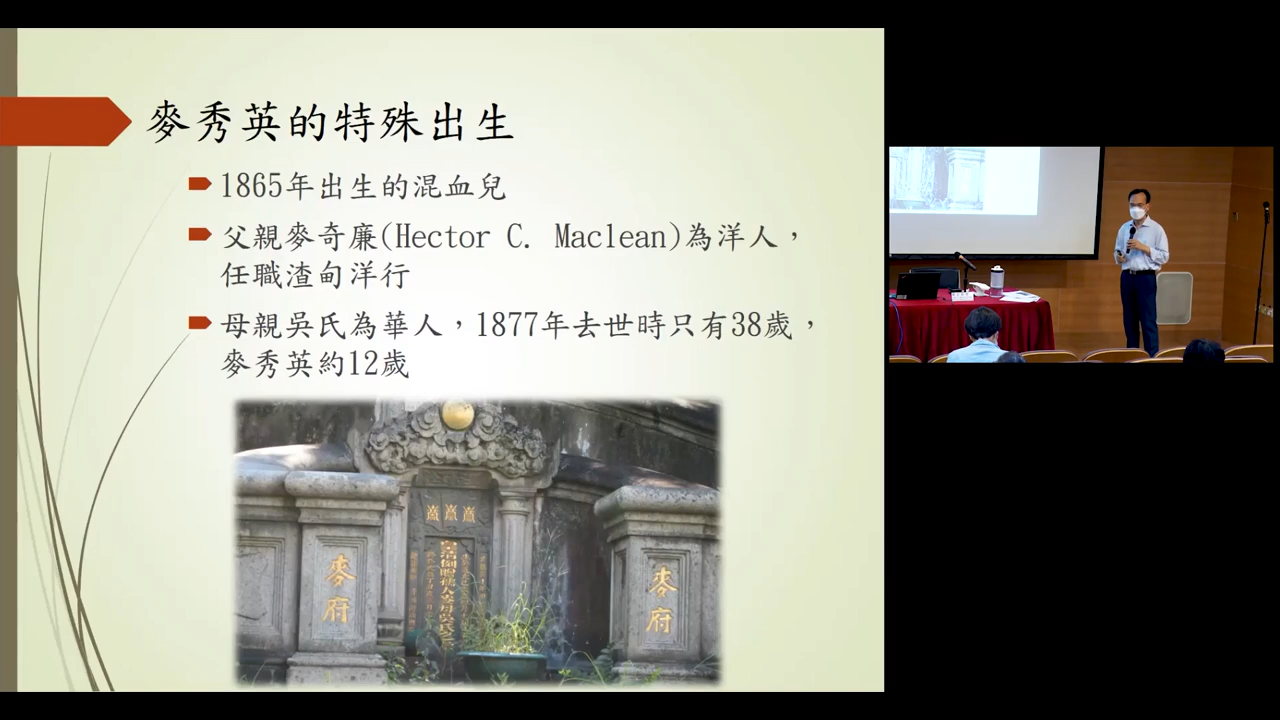 麥秀英的特殊出生
1865年出生的混血兒
父親麥奇廉(Hector C. Maclean)為洋人，
任職渣甸洋行
母親吳氏為華人，1877年去世時只有38歲，
麥秀英約12歲
麥府
麥府